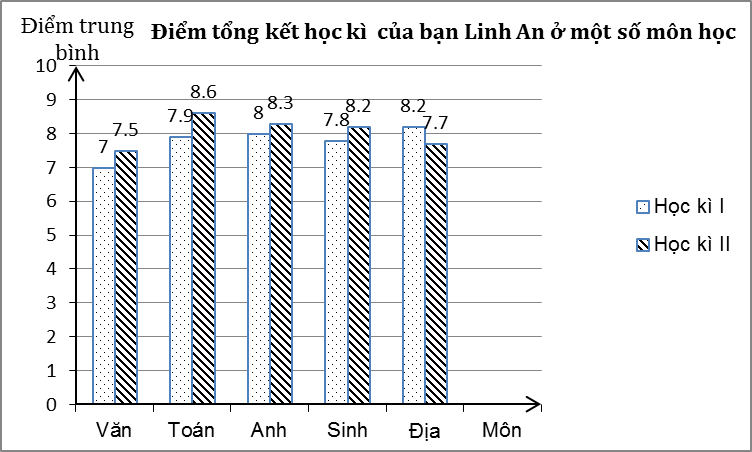 Điểm trung
bình
Điểm tổng kết học kì của bạn Linh An ở một số môn học
10
9
8
7
6
5
4
3
2
1
0
7
7.5
7.9
8.6
8
8.3
7.8
8.2
8.2
7.7
Văn
Toán
Anh
Sinh
Địa
Môn
Học kì I
Học kì II